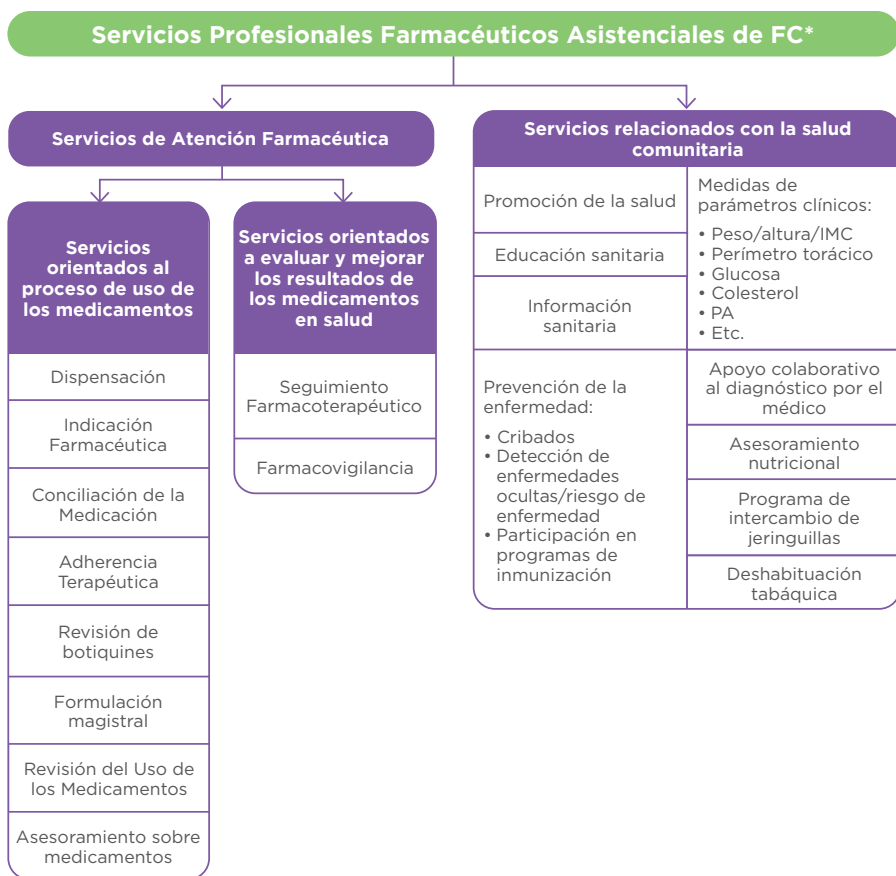 Servicios Profesionales Farmacéuticos Asistenciales de FC*
Servicios de Atención Farmacéutica
Servicios orientados al proceso de uso de los medicamentos
Dispensación
Indicación
Farmacéutica
Conciliación de la
Medicación
Adherencia
Terapéutica
Revisión de
botiquines
Formulación
magistral
Revisión del Uso de
los Medicamentos
Asesoramiento sobre
medicamentos
Servicios orientados
a evaluar y mejorar
los resultados de
los medicamentos
en salud
Seguimiento
Farmacoterapéutico
Farmacovigilancia
Servicios relacionados con la salud
comunitaria
Promoción de la salud
Educación sanitaria
Información
sanitaria
Prevención de la
enfermedad:
• Cribados
• Detección de
enfermedades
ocultas/riesgo de
enfermedad
• Participación en
programas de
inmunización
Medidas de
parámetros clínicos:
• Peso/altura/IMC
• Perímetro torácico
• Glucosa
• Colesterol
• PA
• Etc.
Apoyo colaborativo
al diagnóstico por el
médico
Asesoramiento
nutricional
Programa de
intercambio de
jeringuillas
Deshabituación
tabáquica